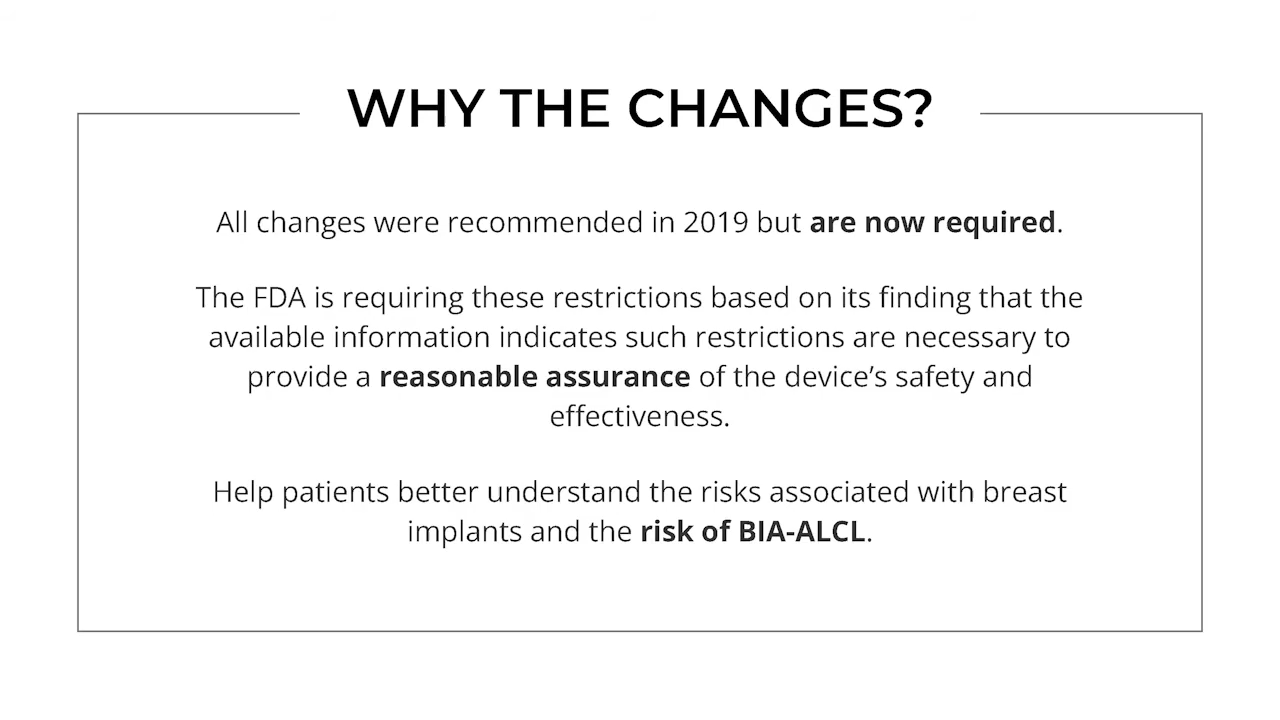 WHY THE CHANGES?
All changes were recommended in 2019 but are now required.
The FDA is requiring these restrictions based on its finding that the
available information indicates such restrictions are necessary to
provide a reasonable assurance of the device’s safety and
effectiveness.
Help patients better understand the risks associated with breast
implants and the risk of BIA-ALCL.